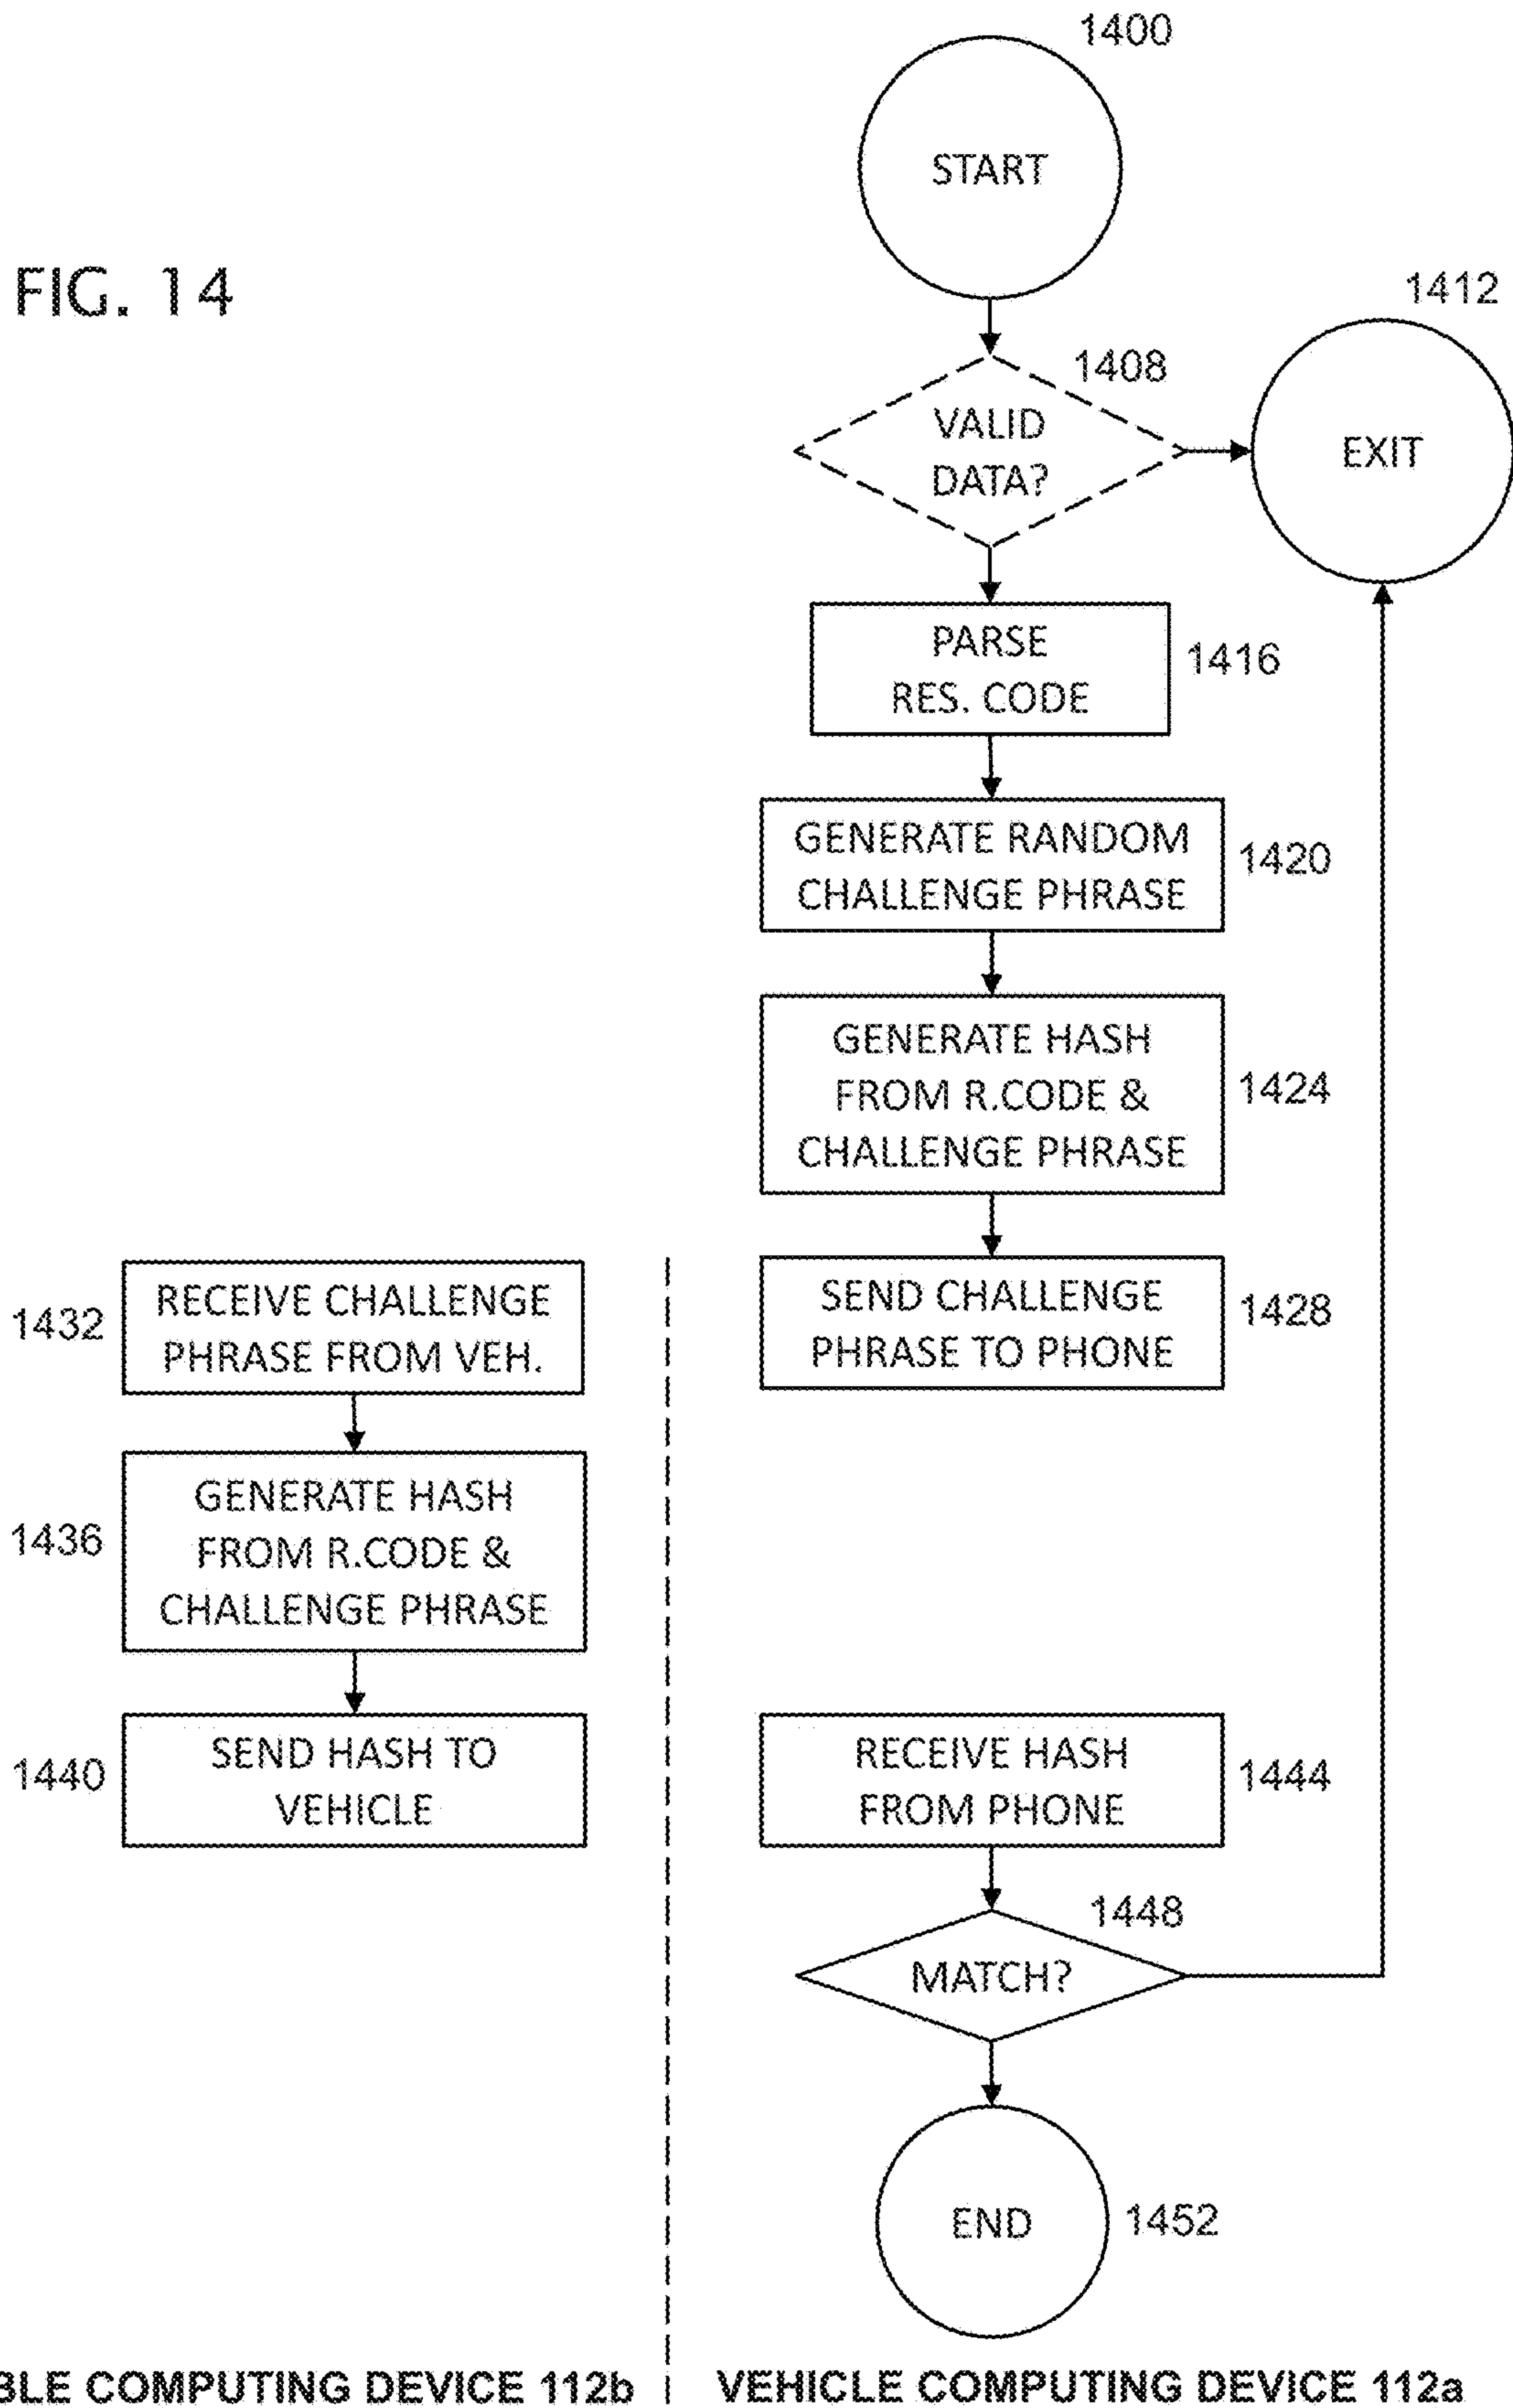 1400
START
FIG. 14
1412
1408
VALID
DATA?
EXIT
PARSE
RES. CODE
1416
GENERATE RANDOM
CHALLENGE PHRASE
1420
GENERATE HASH
FROM R.CODE &
CHALLENGE PHRASE
1424
SEND CHALLENGE
PHRASE TO PHONE
1428
1432
RECEIVE CHALLENGE
PHRASE FROM VEH.
1436
GENERATE HASH
FROM R.CODE &
CHALLENGE PHRASE
1440
SEND HASH TO
VEHICLE
RECEIVE HASH
FROM PHONE
1444
1448
MATCH?
END
1452
COMPUTING DEVICE 112b
VEHICLE COMPUTING DEVICE 112a